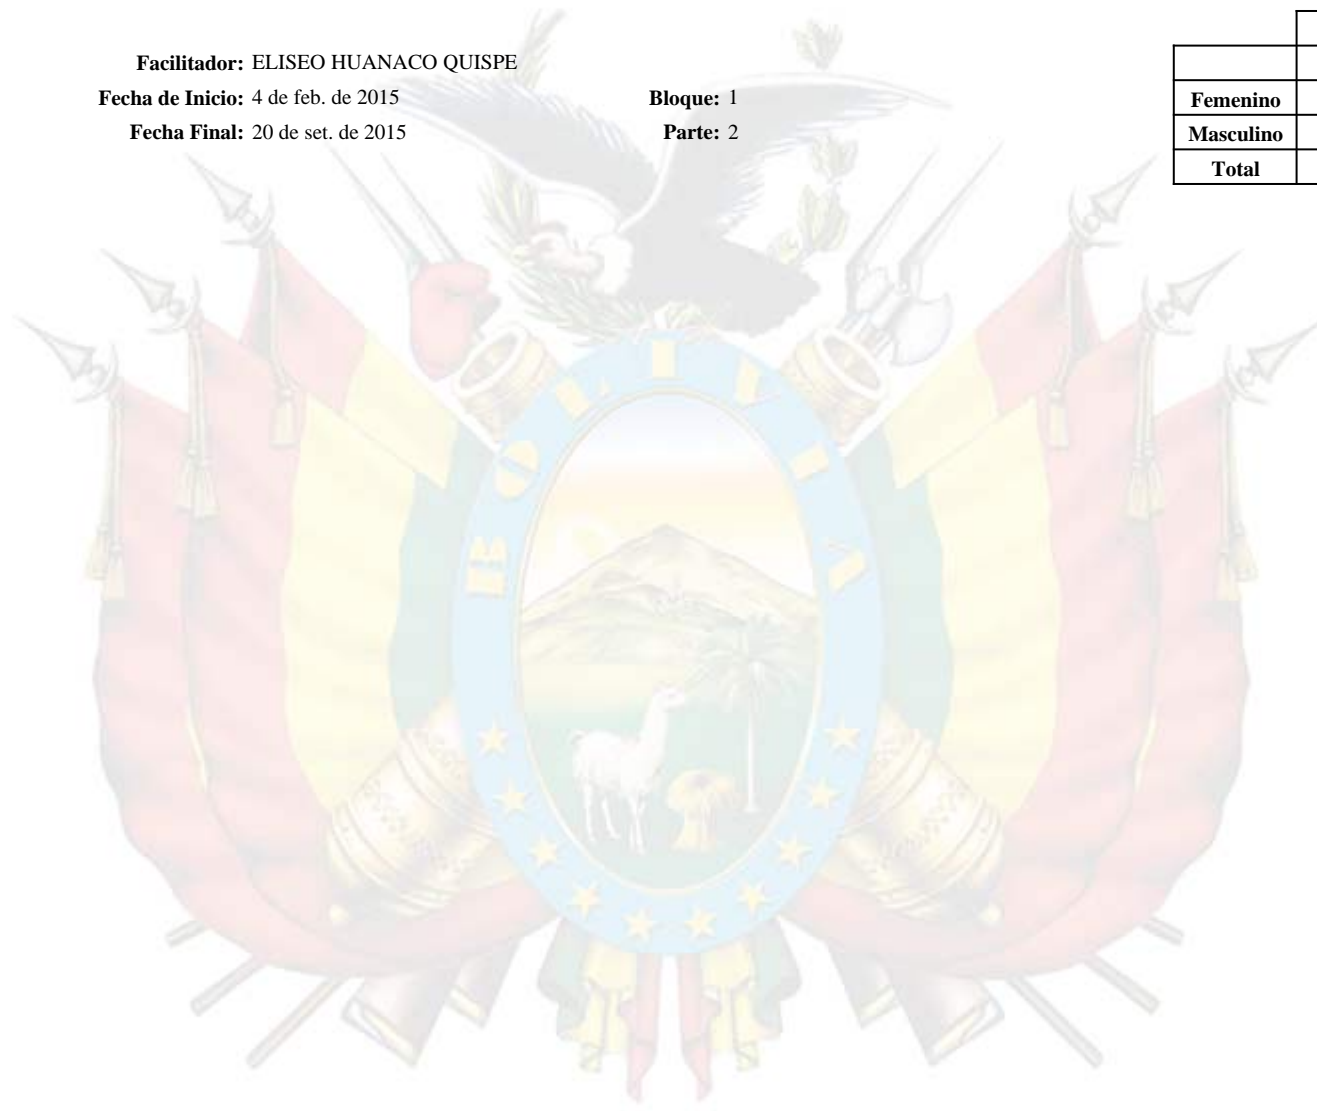 Facilitador: ELISEO HUANACO QUISPE
Fecha de Inicio: 4 de feb. de 2015 Bloque: 1
Fecha Final: 20 de set. de 2015 Parte: 2
Femenino
Masculino
Total
BOLIVIA